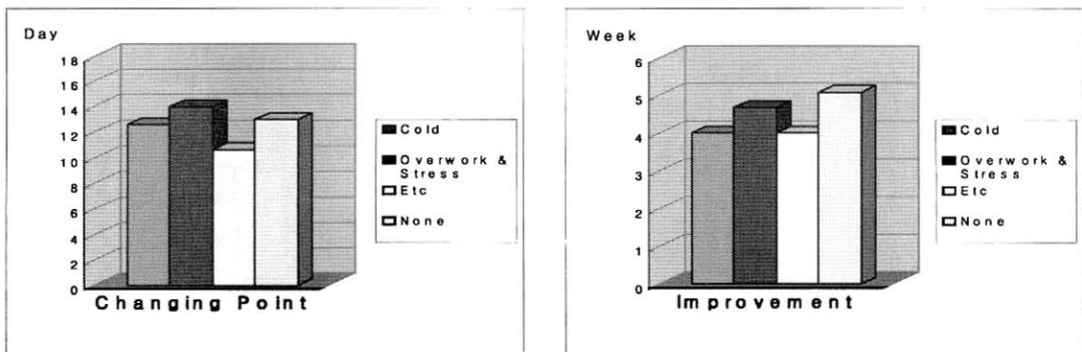 Day
18
16
14
12
10
8
6
4
2
0
Changing Point
Cold
Overwork &
Stress
Etc
None
Week
6
5
4
3
2
1
0
Improvement
Cold
Overwork &
Stress
Etc
None